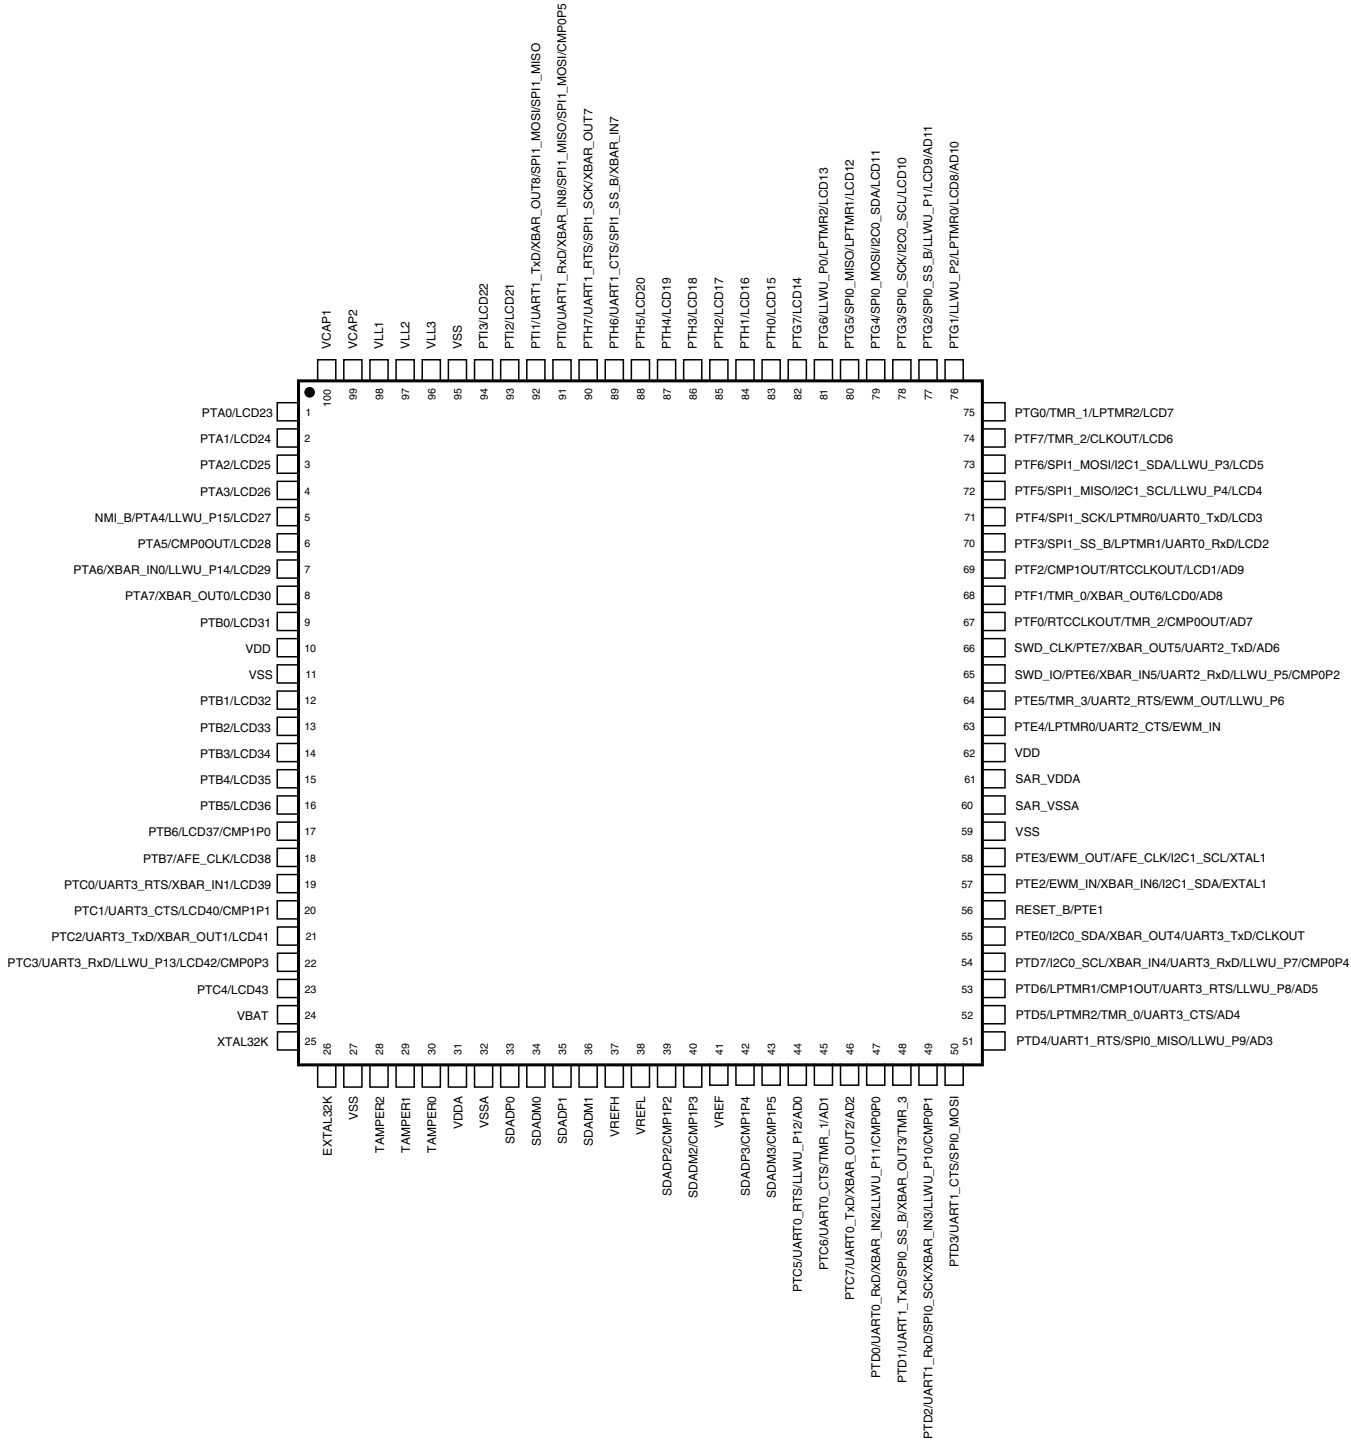 VCAP1
VCAP2
VLL1
VLL2
VLL3
VSS
PTI3/LCD22
PTI2/LCD21
PTI1/UART1_TxD/XBAR_OUT8/SPI1_MOSI/SPI1_MISO
PTI0/UART1_RxD/XBAR_IN8/SPI1_MISO/SPI1_MOSI/CMP0P5
PTH7/UART1_RTS/SPI1_SCK/XBAR_OUT7
PTH6/UART1_CTS/SPI1_SS_B/XBAR_IN7
PTH5/LCD20
PTH4/LCD19
PTH3/LCD18
PTH2/LCD17
PTH1/LCD16
PTH0/LCD15
PTG7/LCD14
PTG6/LLWU_P0/LPTMR2/LCD13
PTG5/SPI0_MISO/LPTMR1/LCD12
PTG4/SPI0_MOSI/I2C0_SDA/LCD11
PTG3/SPI0_SCK/I2C0_SCL/LCD10
PTG2/SPI0_SS_B/LLWU_P1/LCD9/AD11
PTG1/LLWU_P2/LPTMR0/LCD8/AD10
100
99
98
97
96
95
94
93
92
91
90
89
88
87
86
85
84
83
82
81
80
79
78
77
76
PTA0/LCD23 1
PTA1/LCD24 2
PTA2/LCD25 3
PTA3/LCD26 4
NMI_B/PTA4/LLWU_P15/LCD27 5
PTA5/CMP0OUT/LCD28 6
PTA6/XBAR_IN0/LLWU_P14/LCD29 7
PTA7/XBAR_OUT0/LCD30 8
PTB0/LCD31 9
VDD 10
VSS 11
PTB1/LCD32 12
PTB2/LCD33 13
PTB3/LCD34 14
PTB4/LCD35 15
PTB5/LCD36 16
PTB6/LCD37/CMP1P0 17
PTB7/AFE_CLK/LCD38 18
PTC0/UART3_RTS/XBAR_IN1/LCD39 19
PTC1/UART3_CTS/LCD40/CMP1P1 20
PTC2/UART3_TxD/XBAR_OUT1/LCD41 21
PTC3/UART3_RxD/LLWU_P13/LCD42/CMP0P3 22
PTC4/LCD43 23
VBAT 24
XTAL32K 25
75 PTG0/TMR_1/LPTMR2/LCD7
74 PTF7/TMR_2/CLKOUT/LCD6
73 PTF6/SPI1_MOSI/I2C1_SDA/LLWU_P3/LCD5
72 PTF5/SPI1_MISO/I2C1_SCL/LLWU_P4/LCD4
71 PTF4/SPI1_SCK/LPTMR0/UART0_TxD/LCD3
70 PTF3/SPI1_SS_B/LPTMR1/UART0_RxD/LCD2
69 PTF2/CMP1OUT/RTCCLKOUT/LCD1/AD9
68 PTF1/TMR_0/XBAR_OUT6/LCD0/AD8
67 PTF0/RTCCLKOUT/TMR_2/CMP0OUT/AD7
66 SWD_CLK/PTE7/XBAR_OUT5/UART2_TxD/AD6
65 SWD_IO/PTE6/XBAR_IN5/UART2_RxD/LLWU_P5/CMP0P2
64 PTE5/TMR_3/UART2_RTS/EWM_OUT/LLWU_P6
63 PTE4/LPTMR0/UART2_CTS/EWM_IN
62 VDD
61 SAR_VDDA
60 SAR_VSSA
59 VSS
58 PTE3/EWM_OUT/AFE_CLK/I2C1_SCL/XTAL1
57 PTE2/EWM_IN/XBAR_IN6/I2C1_SDA/EXTAL1
56 RESET_B/PTE1
55 PTE0/I2C0_SDA/XBAR_OUT4/UART3_TxD/CLKOUT
54 PTD7/I2C0_SCL/XBAR_IN4/UART3_RxD/LLWU_P7/CMP0P4
53 PTD6/LPTMR1/CMP1OUT/UART3_RTS/LLWU_P8/AD5
52 PTD5/LPTMR2/TMR_0/UART3_CTS/AD4
51 PTD4/UART1_RTS/SPI0_MISO/LLWU_P9/AD3
26
27
28
29
30
31
32
33
34
35
36
37
38
39
40
41
42
43
44
45
46
47
48
49
50
EXTAL32K
VSS
TAMPER2
TAMPER1
TAMPER0
VDDA
VSSA
SDADP0
SDADM0
SDADP1
SDADM1
VREFH
VREFL
SDADP2/CMP1P2
SDADM2/CMP1P3
VREF
SDADP3/CMP1P4
SDADM3/CMP1P5
PTC5/UART0_RTS/LLWU_P12/AD0
PTC6/UART0_CTS/TMR_1/AD1
PTC7/UART0_TxD/XBAR_OUT2/AD2
PTD0/UART0_RxD/XBAR_IN2/LLWU_P11/CMP0P0
PTD1/UART1_TxD/SPI0_SS_B/XBAR_OUT3/TMR_3
PTD2/UART1_RxD/SPI0_SCK/XBAR_IN3/LLWU_P10/CMP0P1
PTD3/UART1_CTS/SPI0_MOSI